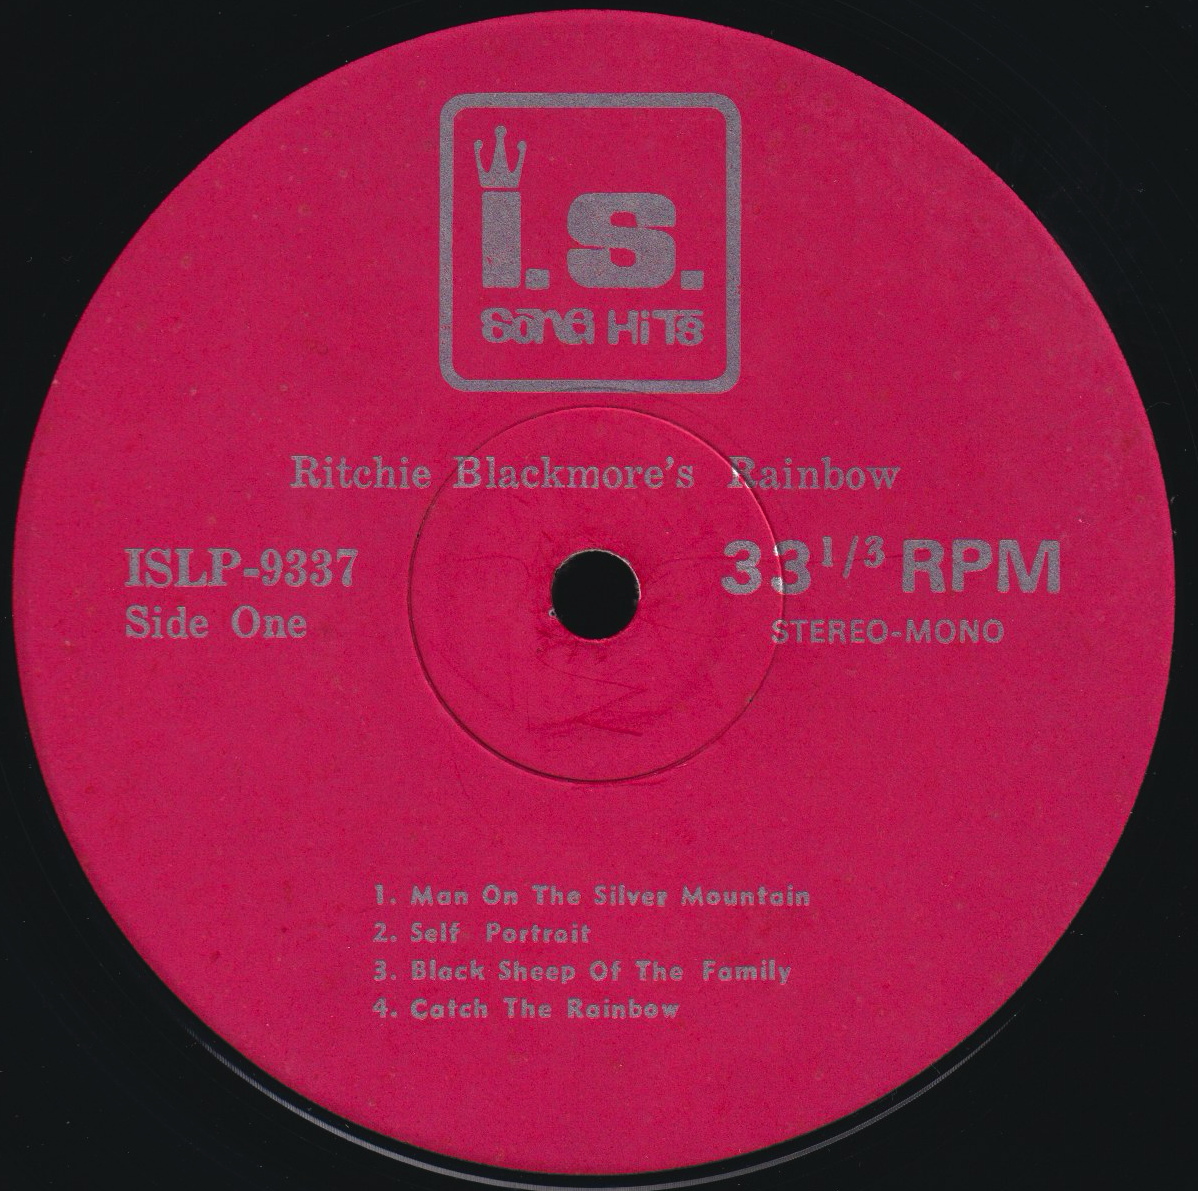 I.S.
SONG HiTS
Ritchie Blackmore's Rainbow
ISLP-9337
Side One
33 1/3 RPM
STEREO-MONO
1. Man On The Silver Mountain
2. Self Portrait
3. Black Sheep Of The Family
4. Catch The Rainbow